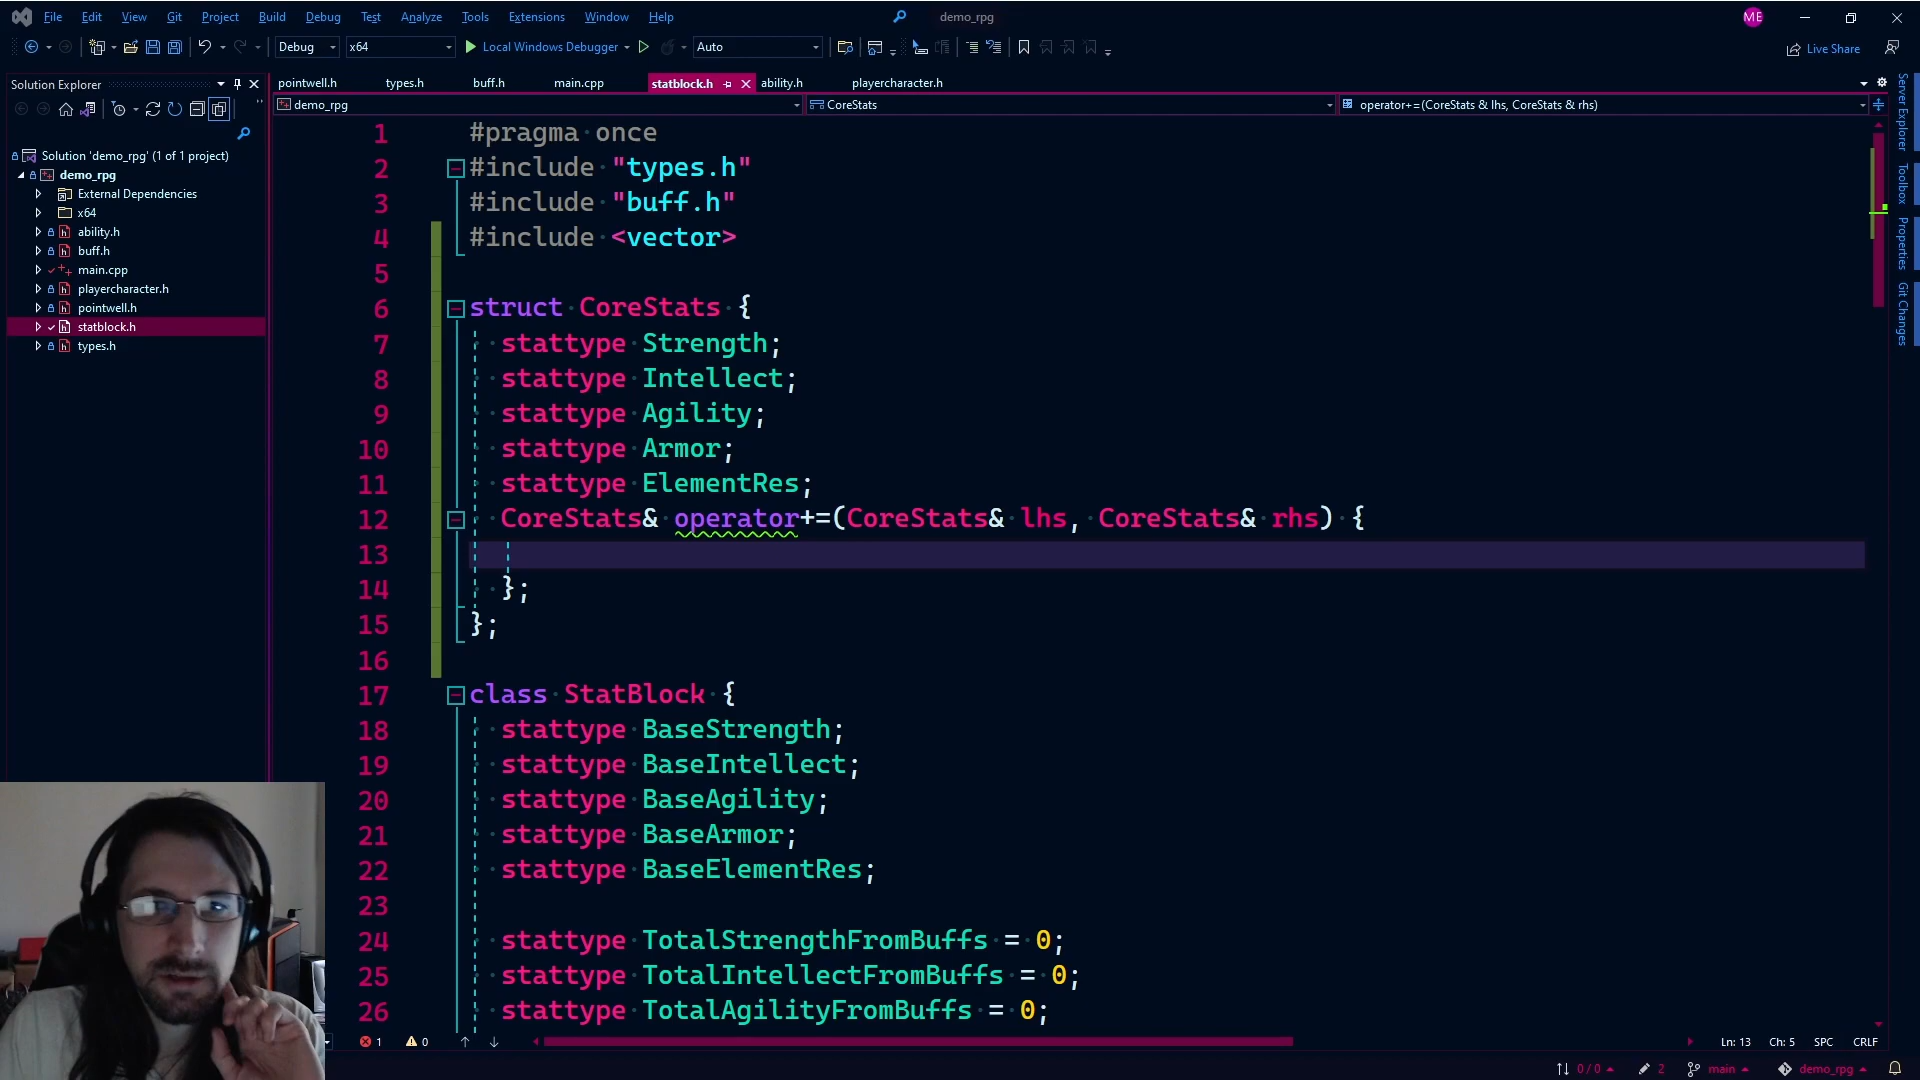 File Edit View Git Project Build Debug Test Analyze Tools Extensions Window Help demo_rpg ME
Debug x64 Local Windows Debugger Auto Live Share
Solution Explorer
pointwell.h types.h buff.h main.cpp statblock.h ability.h playercharacter.h
demo_rpg CoreStats operator+=(CoreStats & lhs, CoreStats & rhs)
Solution 'demo_rpg' (1 of 1 project)
demo_rpg
External Dependencies
x64
ability.h
buff.h
main.cpp
playercharacter.h
pointwell.h
statblock.h
types.h
1 #pragma once
2 #include "types.h"
3 #include "buff.h"
4 #include <vector>
5
6 struct CoreStats {
7 stattype Strength;
8 stattype Intellect;
9 stattype Agility;
10 stattype Armor;
11 stattype ElementRes;
12 CoreStats& operator+=(CoreStats& lhs, CoreStats& rhs) {
13
14 };
15 };
16
17 class StatBlock {
18 stattype BaseStrength;
19 stattype BaseIntellect;
20 stattype BaseAgility;
21 stattype BaseArmor;
22 stattype BaseElementRes;
23
24 stattype TotalStrengthFromBuffs = 0;
25 stattype TotalIntellectFromBuffs = 0;
26 stattype TotalAgilityFromBuffs = 0;
Server Explorer
Toolbox
Properties
Git Changes
1 0 Ln: 13 Ch: 5 SPC CRLF
0 / 0 2 main demo_rpg